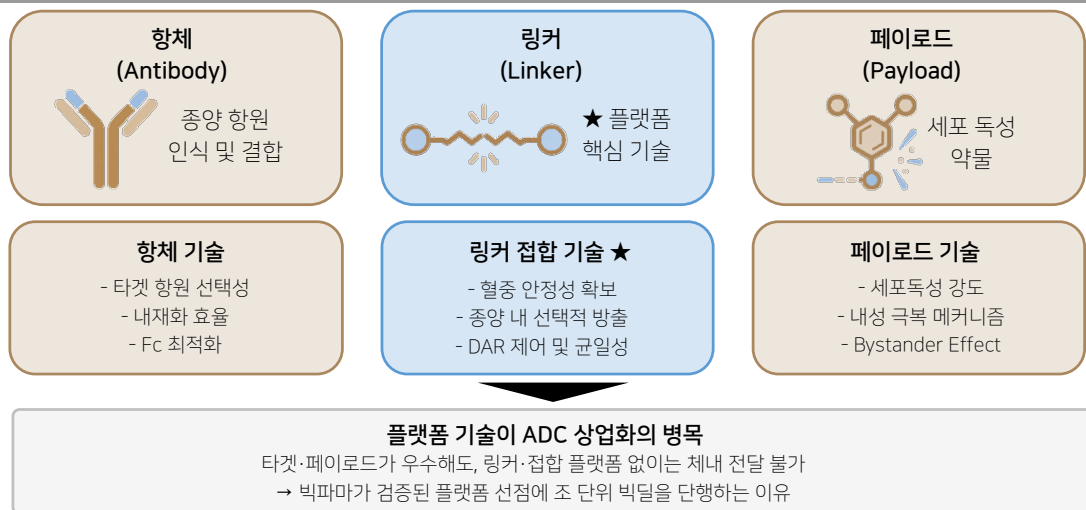 항체
(Antibody)
종양 항원
인식 및 결합
링커
(Linker)
★ 플랫폼
핵심 기술
페이로드
(Payload)
세포 독성
약물
항체 기술
- 타겟 항원 선택성
- 내재화 효율
- Fc 최적화
링커 접합 기술 ★
- 혈중 안정성 확보
- 종양 내 선택적 방출
- DAR 제어 및 균일성
페이로드 기술
- 세포독성 강도
- 내성 극복 메커니즘
- Bystander Effect
플랫폼 기술이 ADC 상업화의 병목
타겟·페이로드가 우수해도, 링커·접합 플랫폼 없이는 체내 전달 불가
→ 빅파마가 검증된 플랫폼 선점에 조 단위 빅딜을 단행하는 이유